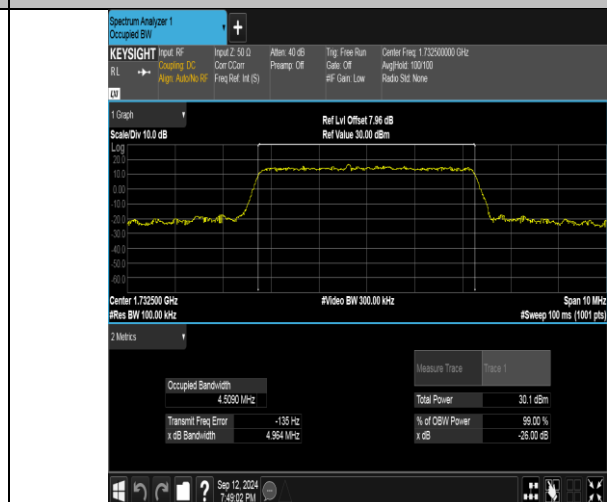 Spectrum Analyzer 1
Occupied BW
+
KEYSIGHT Input: RF Input Z: 50 Ω Atten: 40 dB Trig: Free Run Center Freq: 1.732500000 GHz
RL Coupling: DC Corr CCorr Preamp: Off Gate: Off Avg|Hold: 100/100
Align: Auto/No RF Freq Ref: Int (S) #IF Gain: Low Radio Std: None
LXI
1 Graph Ref Lvl Offset 7.96 dB
Scale/Div 10.0 dB Ref Value 30.00 dBm
Log
20.0
10.0
0.00
-10.0
-20.0
-30.0
-40.0
-50.0
-60.0
Center 1.732500 GHz #Video BW 300.00 kHz Span 10 MHz
#Res BW 100.00 kHz #Sweep 100 ms (1001 pts)
2 Metrics
Measure Trace Trace 1
Occupied Bandwidth
4.5090 MHz Total Power 30.1 dBm
Transmit Freq Error -135 Hz % of OBW Power 99.00 %
x dB Bandwidth 4.964 MHz x dB -26.00 dB
? Sep 12, 2024
7:49:02 PM